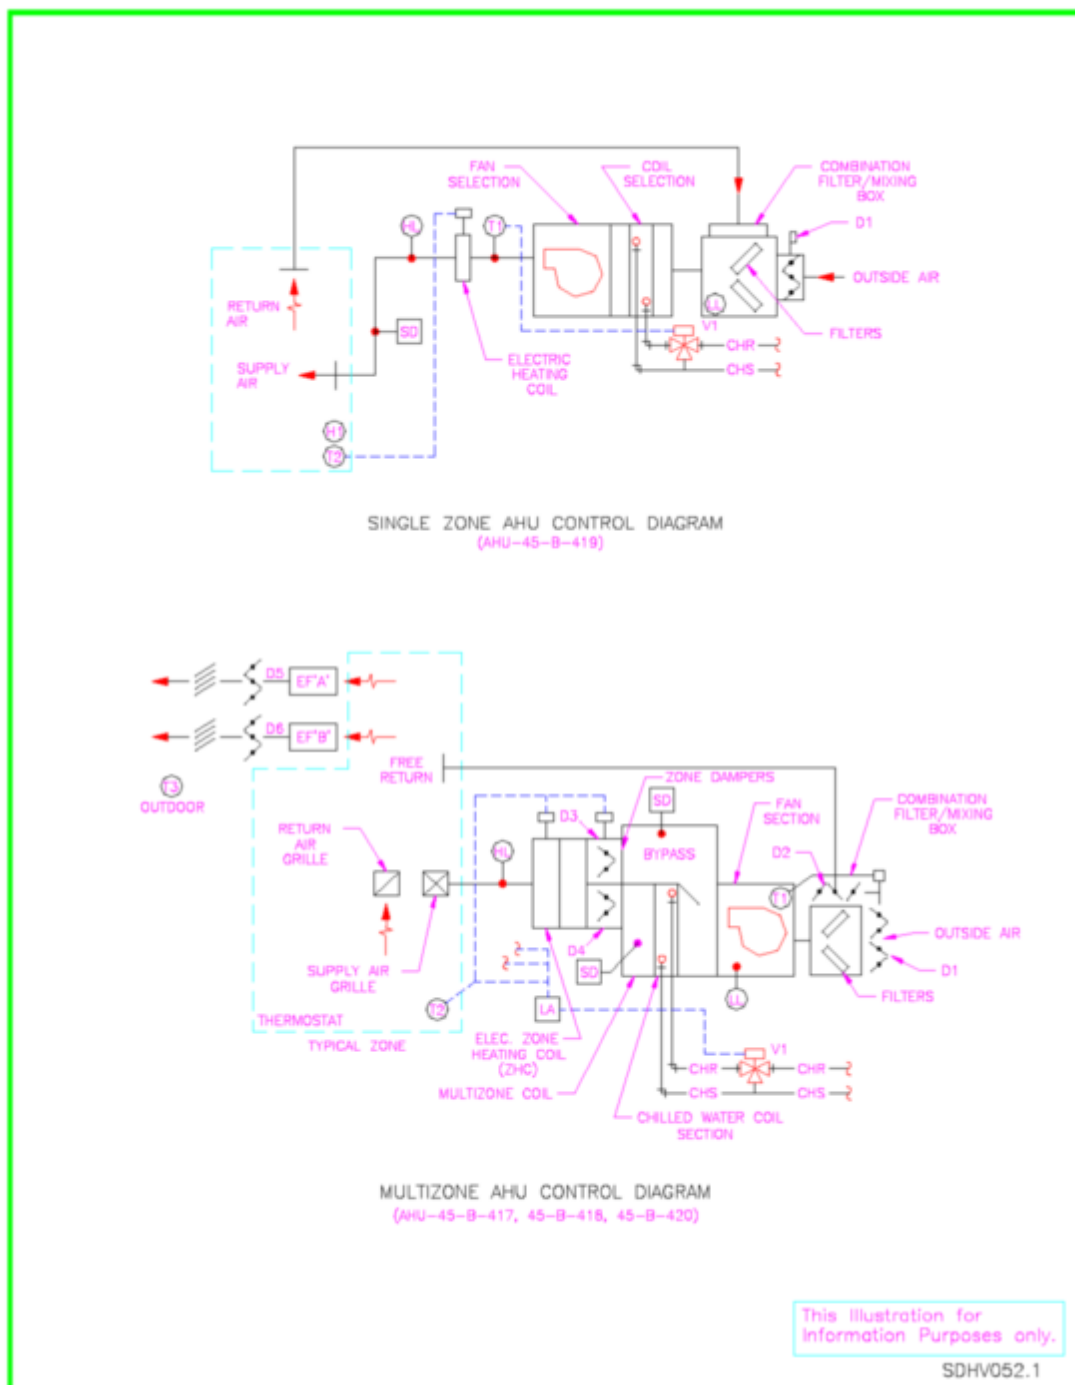 FAN
SELECTION
COIL
SELECTION
COMBINATION
FILTER/MIXING
BOX
D1
HL
T1
OUTSIDE AIR
RETURN
AIR
SD
LL
V1
FILTERS
CHR
CHS
SUPPLY
AIR
ELECTRIC
HEATING
COIL
H1
T2
SINGLE ZONE AHU CONTROL DIAGRAM
(AHU-45-B-419)
D5
EF'A'
D6
EF'B'
T3
OUTDOOR
FREE
RETURN
ZONE DAMPERS
SD
FAN
SECTION
COMBINATION
FILTER/MIXING
BOX
RETURN
AIR
GRILLE
D3
HL
BYPASS
D2
T1
OUTSIDE AIR
D1
D4
SD
SUPPLY AIR
GRILLE
LL
FILTERS
T2
LA
THERMOSTAT
TYPICAL ZONE
ELEC. ZONE
HEATING COIL
(ZHC)
V1
CHR
CHR
MULTIZONE COIL
CHS
CHS
CHILLED WATER COIL
SECTION
MULTIZONE AHU CONTROL DIAGRAM
(AHU-45-B-417, 45-B-418, 45-B-420)
This Illustration for
Information Purposes only.
SDHV052.1